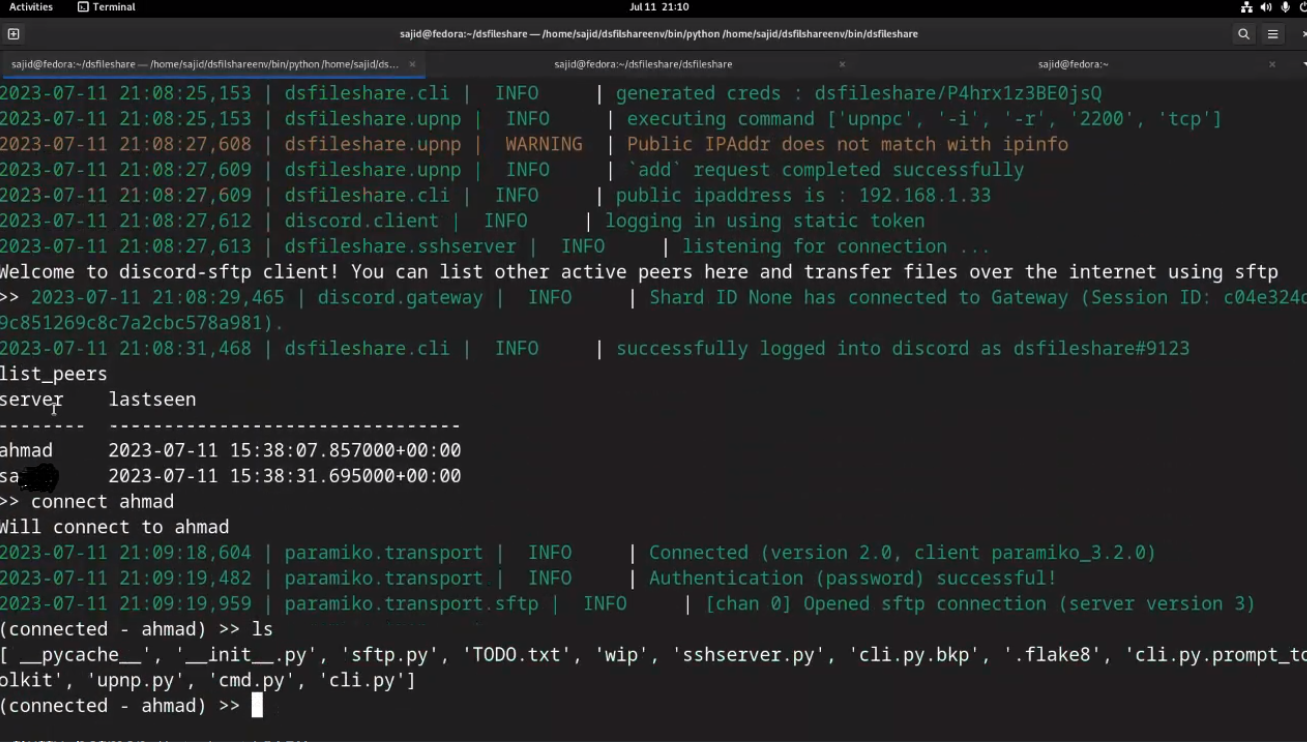 Activities Terminal Jul 11 21:10
sajid@fedora:~/dsfileshare — /home/sajid/dsfilshareenv/bin/python /home/sajid/dsfilshareenv/bin/dsfileshare
sajid@fedora:~/dsfileshare — /home/sajid/dsfilshareenv/bin/python /home/sajid/ds... × sajid@fedora:~/dsfileshare/dsfileshare × sajid@fedora:~ ×
2023-07-11 21:08:25,153 | dsfileshare.cli | INFO | generated creds : dsfileshare/P4hrx1z3BE0jsQ
2023-07-11 21:08:25,153 | dsfileshare.upnp | INFO | executing command ['upnpc', '-i', '-r', '2200', 'tcp']
2023-07-11 21:08:27,608 | dsfileshare.upnp | WARNING | Public IPAddr does not match with ipinfo
2023-07-11 21:08:27,609 | dsfileshare.upnp | INFO | `add` request completed successfully
2023-07-11 21:08:27,609 | dsfileshare.cli | INFO | public ipaddress is : 192.168.1.33
2023-07-11 21:08:27,612 | discord.client | INFO | logging in using static token
2023-07-11 21:08:27,613 | dsfileshare.sshserver | INFO | listening for connection ...
Welcome to discord-sftp client! You can list other active peers here and transfer files over the internet using sftp
>> 2023-07-11 21:08:29,465 | discord.gateway | INFO | Shard ID None has connected to Gateway (Session ID: c04e324c
9c851269c8c7a2cbc578a981).
2023-07-11 21:08:31,468 | dsfileshare.cli | INFO | successfully logged into discord as dsfileshare#9123
list_peers
server lastseen
-------- --------------------------------
ahmad 2023-07-11 15:38:07.857000+00:00
sa 2023-07-11 15:38:31.695000+00:00
>> connect ahmad
Will connect to ahmad
2023-07-11 21:09:18,604 | paramiko.transport | INFO | Connected (version 2.0, client paramiko_3.2.0)
2023-07-11 21:09:19,482 | paramiko.transport | INFO | Authentication (password) successful!
2023-07-11 21:09:19,959 | paramiko.transport.sftp | INFO | [chan 0] Opened sftp connection (server version 3)
(connected - ahmad) >> ls
[ __pycache__', '__init__.py', 'sftp.py', 'TODO.txt', 'wip', 'sshserver.py', 'cli.py.bkp', '.flake8', 'cli.py.prompt_to
olkit', 'upnp.py', 'cmd.py', 'cli.py']
(connected - ahmad) >>